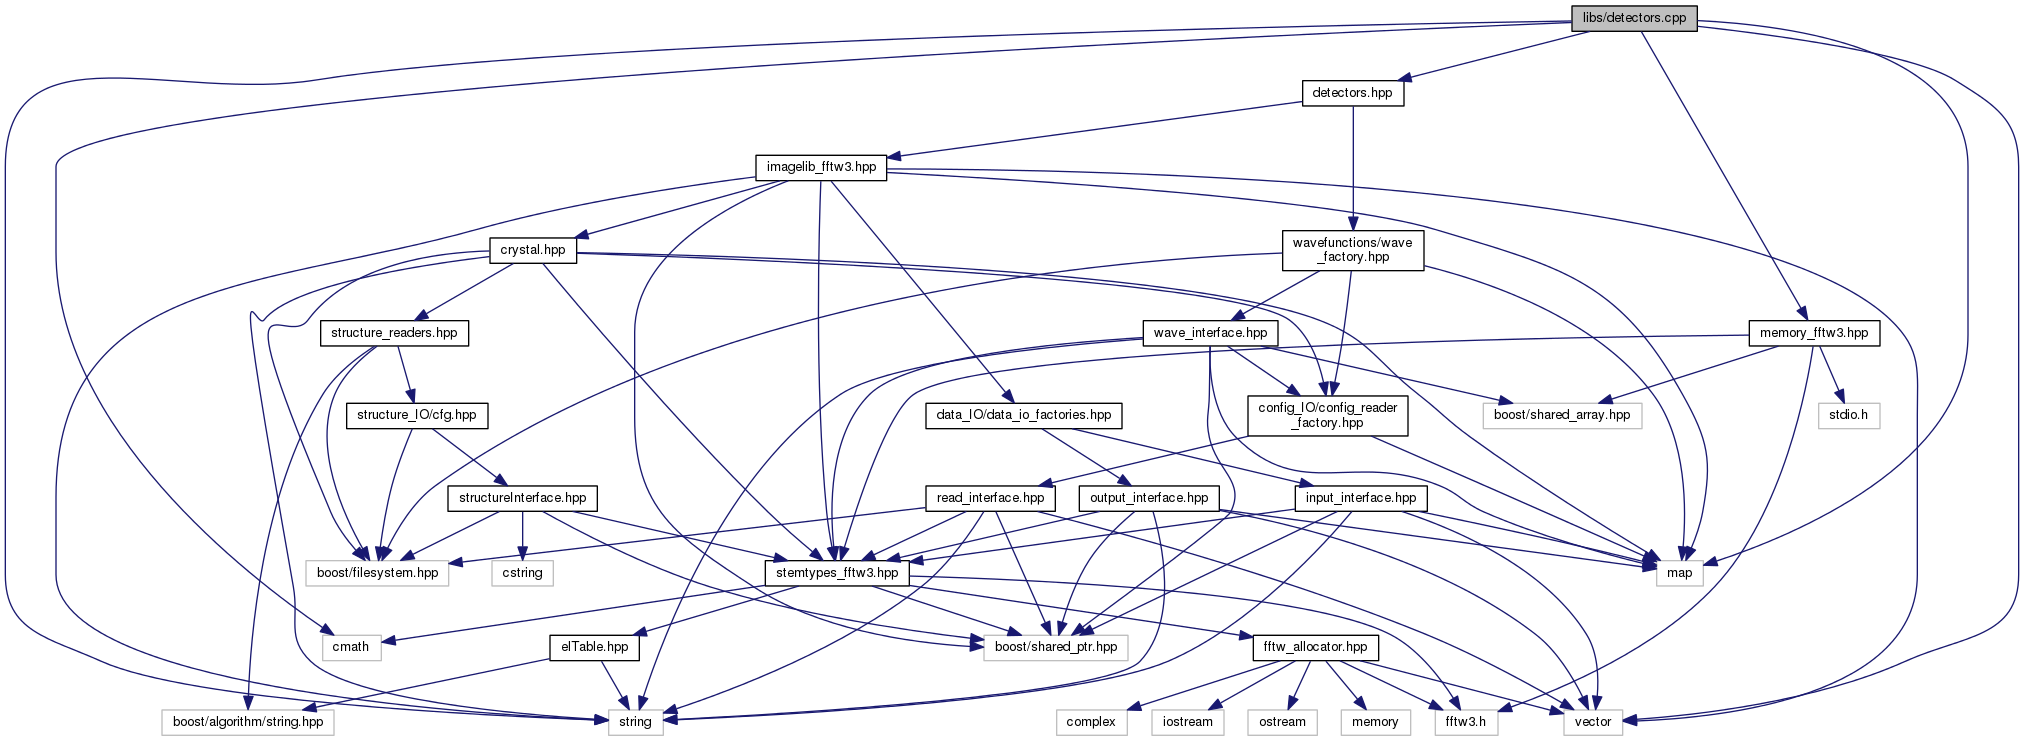 libs/detectors.cpp
detectors.hpp
imagelib_fftw3.hpp
crystal.hpp
wavefunctions/wave
_factory.hpp
structure_readers.hpp
wave_interface.hpp
memory_fftw3.hpp
structure_IO/cfg.hpp
data_IO/data_io_factories.hpp
config_IO/config_reader
_factory.hpp
boost/shared_array.hpp
stdio.h
structureInterface.hpp
read_interface.hpp
output_interface.hpp
input_interface.hpp
boost/filesystem.hpp
cstring
stemtypes_fftw3.hpp
map
cmath
elTable.hpp
boost/shared_ptr.hpp
fftw_allocator.hpp
boost/algorithm/string.hpp
string
complex
iostream
ostream
memory
fftw3.h
vector